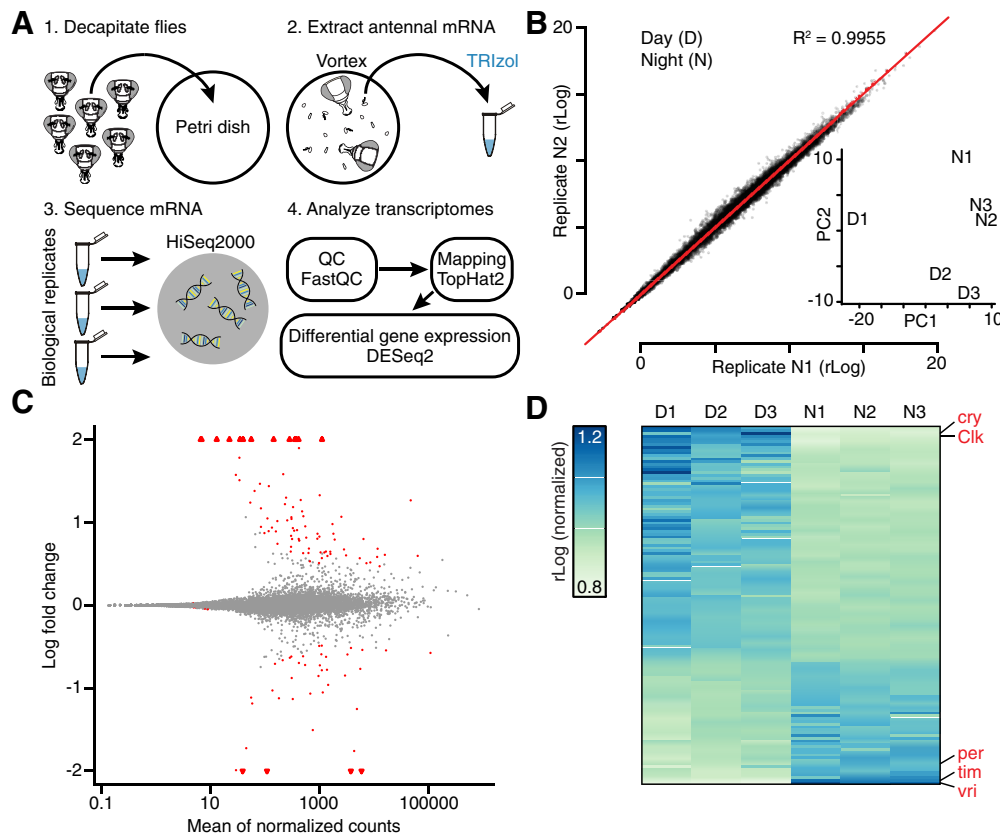 A
1. Decapitate flies
2. Extract antennal mRNA
Vortex
TRIzol
Petri dish
3. Sequence mRNA
4. Analyze transcriptomes
Biological replicates
HiSeq2000
QC
FastQC
Mapping
TopHat2
Differential gene expression
DESeq2
B
20
Day (D)
Night (N)
R² = 0.9955
Replicate N2 (rLog)
0
0
Replicate N1 (rLog)
20
10
N1
N3
PC2
D1
N2
D2
D3
-10
-20
PC1
10
C
2
1
0
-1
-2
Log fold change
0.1
10
1000
100000
Mean of normalized counts
D
D1
D2
D3
N1
N2
N3
1.2
rLog (normalized)
0.8
cry
Clk
per
tim
vri